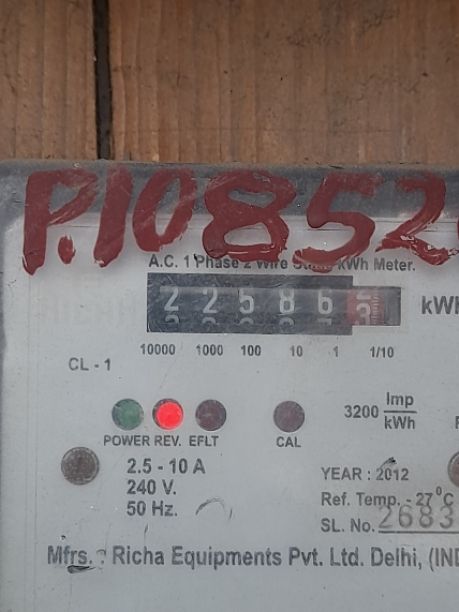 P.10852
A.C. 1 Phase 2 Wire kWh Meter.
2 2 5 8 6
kWh
10000 1000 100 10 1 1/10
CL - 1
3200 Imp/kWh
POWER REV. EFLT CAL
2.5 - 10 A
240 V.
50 Hz.
YEAR : 2012
Ref. Temp. - 27°C
SL. No. 2683
Mfrs. : Richa Equipments Pvt. Ltd. Delhi, (IND